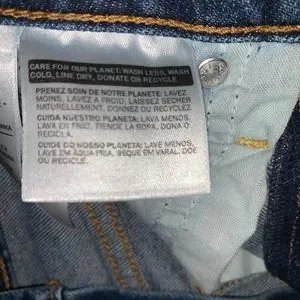 CARE FOR OUR PLANET: WASH LESS, WASH
COLD, LINE DRY, DONATE OR RECYCLE
PRENEZ SOIN DE NOTRE PLANETE: LAVEZ
MOINS, LAVEZ A FROID, LAISSEZ SECHER
NATURELLEMENT, DONNEZ OU RECYCLEZ
CUIDA NUESTRO PLANETA: LAVA MENOS,
LAVA EN FRIO, TIENDE LA ROPA, DONA O
RECICLA.
CUIDE DO NOSSO PLANETA: LAVE MENOS,
LAVE EM ÁGUA FRIA, SEQUE EM VARAL, DOE
OU RECICLE.